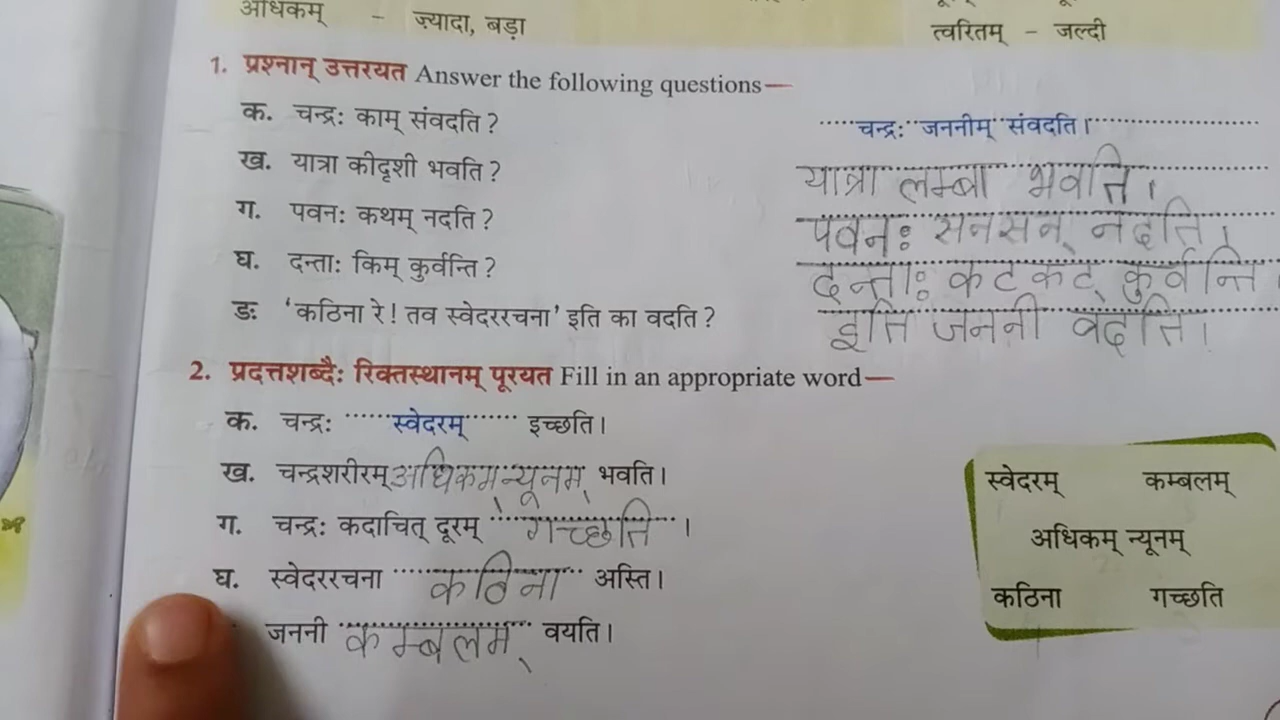 अधिकम् - ज़्यादा, बड़ा
त्वरितम् - जल्दी
1. प्रश्नान् उत्तरयत Answer the following questions—
क. चन्द्रः काम् संवदति? चन्द्रः जननीम् संवदति।
ख. यात्रा कीदृशी भवति? यात्रा लम्बा भवति।
ग. पवनः कथम् नदति? पवनः सनसन् नदति।
घ. दन्ताः किम् कुर्वन्ति? दन्ताः कटकट् कुर्वन्ति।
ङः 'कठिना रे! तव स्वेदररचना' इति का वदति? इति जननी वदति।
2. प्रदत्तशब्दैः रिक्तस्थानम् पूरयत Fill in an appropriate word—
क. चन्द्रः स्वेदरम् इच्छति।
ख. चन्द्रशरीरम् अधिकम् न्यूनम् भवति।
ग. चन्द्रः कदाचित् दूरम् गच्छति।
घ. स्वेदररचना कठिना अस्ति।
जननी कम्बलम् वयति।
स्वेदरम् कम्बलम्
अधिकम् न्यूनम्
कठिना गच्छति